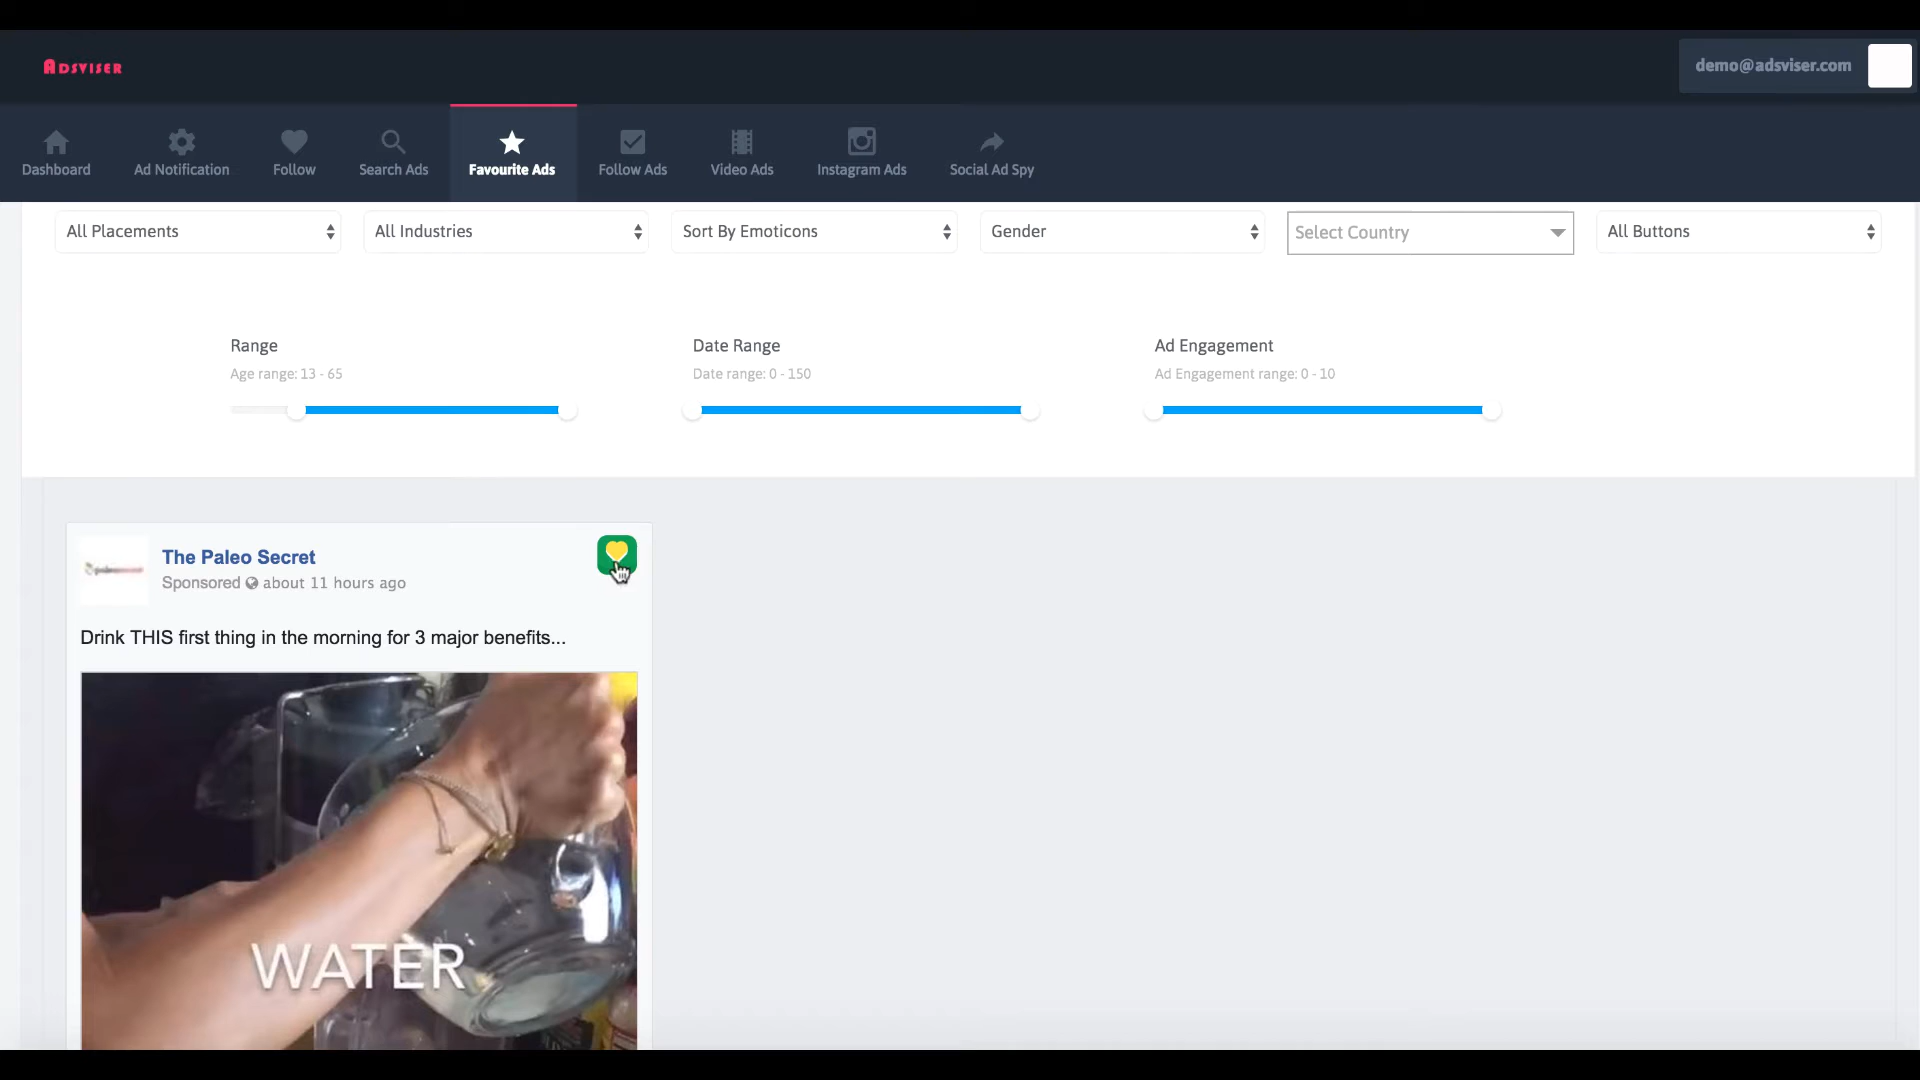 ADSVISER
demo@adsviser.com
Dashboard
Ad Notification
Follow
Search Ads
Favourite Ads
Follow Ads
Video Ads
Instagram Ads
Social Ad Spy
All Placements
All Industries
Sort By Emoticons
Gender
Select Country
All Buttons
Range
Age range: 13 - 65
Date Range
Date range: 0 - 150
Ad Engagement
Ad Engagement range: 0 - 10
The Paleo Secret
Sponsored about 11 hours ago
Drink THIS first thing in the morning for 3 major benefits...
WATER